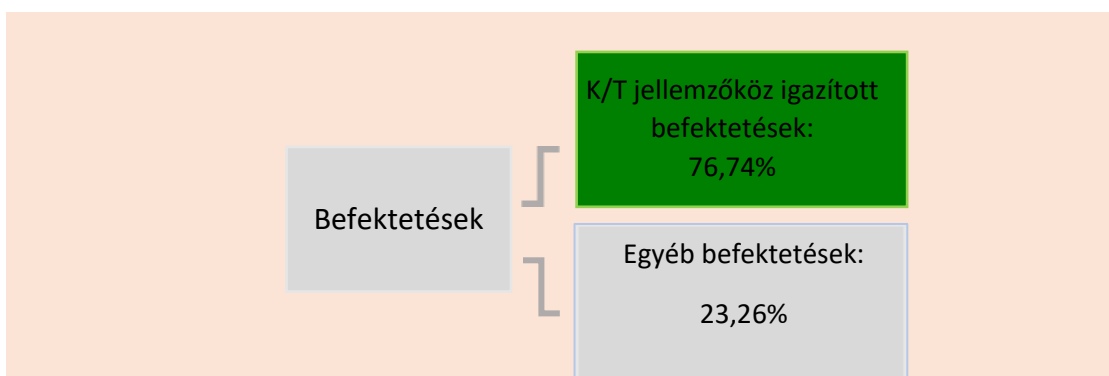 K/T jellemzőköz igazított
befektetések:
76,74%
Befektetések
Egyéb befektetések:
23,26%